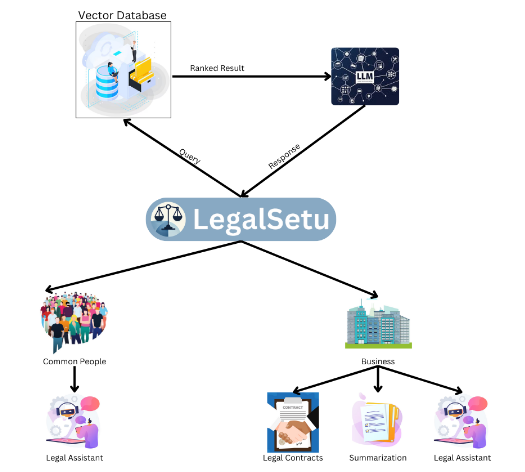 Vector Database
Ranked Result
LLM
Query
Response
LegalSetu
Common People
Business
CONTRACT
Legal Assistant
Legal Contracts
Summarization
Legal Assistant